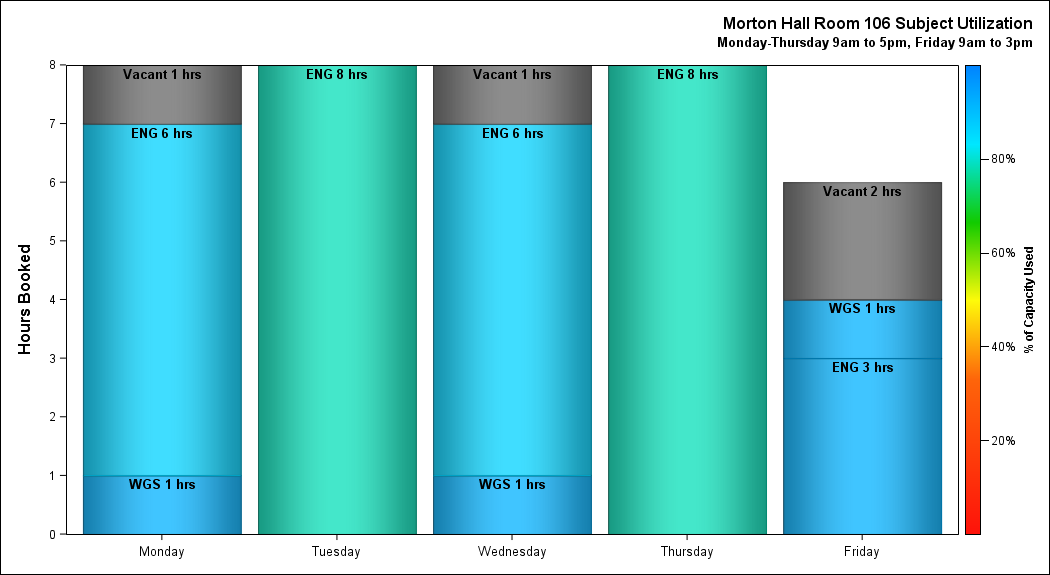 Morton Hall Room 106 Subject Utilization
Monday-Thursday 9am to 5pm, Friday 9am to 3pm
Hours Booked
8
7
6
5
4
3
2
1
0
Vacant 1 hrs
ENG 6 hrs
WGS 1 hrs
ENG 8 hrs
Vacant 1 hrs
ENG 6 hrs
WGS 1 hrs
ENG 8 hrs
Vacant 2 hrs
WGS 1 hrs
ENG 3 hrs
Monday Tuesday Wednesday Thursday Friday
80%
60%
40%
20%
% of Capacity Used